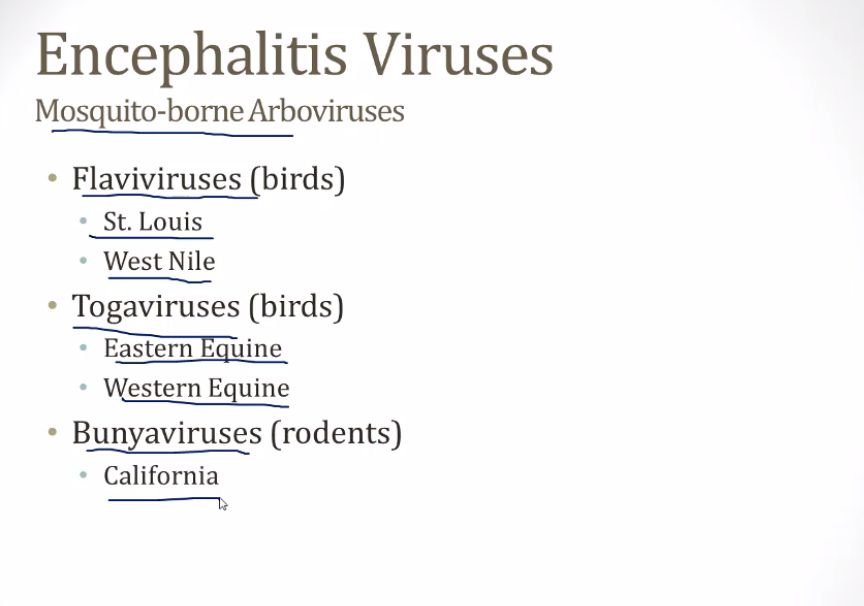 Encephalitis Viruses
Mosquito-borne Arboviruses
• Flaviviruses (birds)
• St. Louis
• West Nile
• Togaviruses (birds)
• Eastern Equine
• Western Equine
• Bunyaviruses (rodents)
• California